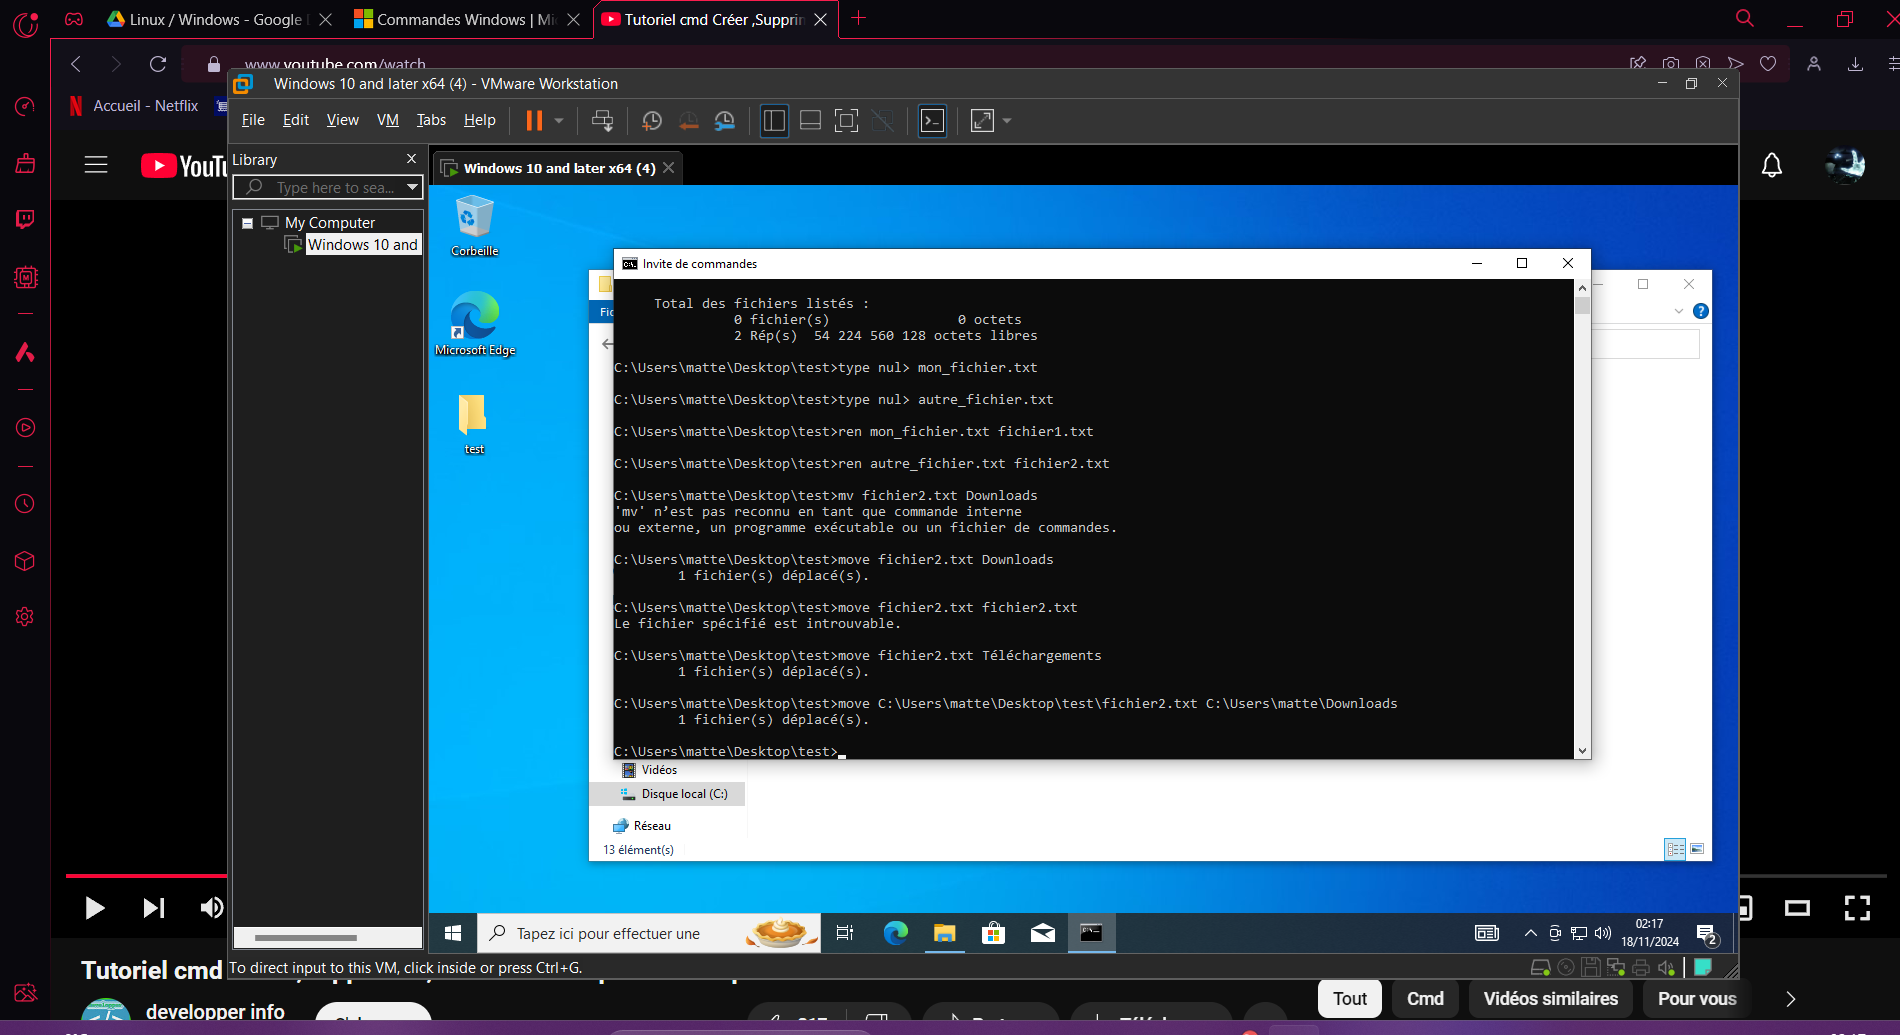 Linux / Windows - Google
Commandes Windows | Mi
Tutoriel cmd Créer ,Supprin
www.youtube.com/watch
Accueil - Netflix
Windows 10 and later x64 (4) - VMware Workstation
File Edit View VM Tabs Help
Library
Type here to sea...
My Computer
Windows 10 and
Windows 10 and later x64 (4)
Corbeille
Microsoft Edge
test
Invite de commandes
Total des fichiers listés :
0 fichier(s) 0 octets
2 Rép(s) 54 224 560 128 octets libres
C:\Users\matte\Desktop\test>type nul> mon_fichier.txt
C:\Users\matte\Desktop\test>type nul> autre_fichier.txt
C:\Users\matte\Desktop\test>ren mon_fichier.txt fichier1.txt
C:\Users\matte\Desktop\test>ren autre_fichier.txt fichier2.txt
C:\Users\matte\Desktop\test>mv fichier2.txt Downloads
'mv' n’est pas reconnu en tant que commande interne
ou externe, un programme exécutable ou un fichier de commandes.
C:\Users\matte\Desktop\test>move fichier2.txt Downloads
1 fichier(s) déplacé(s).
C:\Users\matte\Desktop\test>move fichier2.txt fichier2.txt
Le fichier spécifié est introuvable.
C:\Users\matte\Desktop\test>move fichier2.txt Téléchargements
1 fichier(s) déplacé(s).
C:\Users\matte\Desktop\test>move C:\Users\matte\Desktop\test\fichier2.txt C:\Users\matte\Downloads
1 fichier(s) déplacé(s).
C:\Users\matte\Desktop\test>_
Vidéos
Disque local (C:)
Réseau
13 élément(s)
Tapez ici pour effectuer une
02:17
18/11/2024
2
To direct input to this VM, click inside or press Ctrl+G.
Tutoriel cmd
developper info
Tout
Cmd
Vidéos similaires
Pour vous